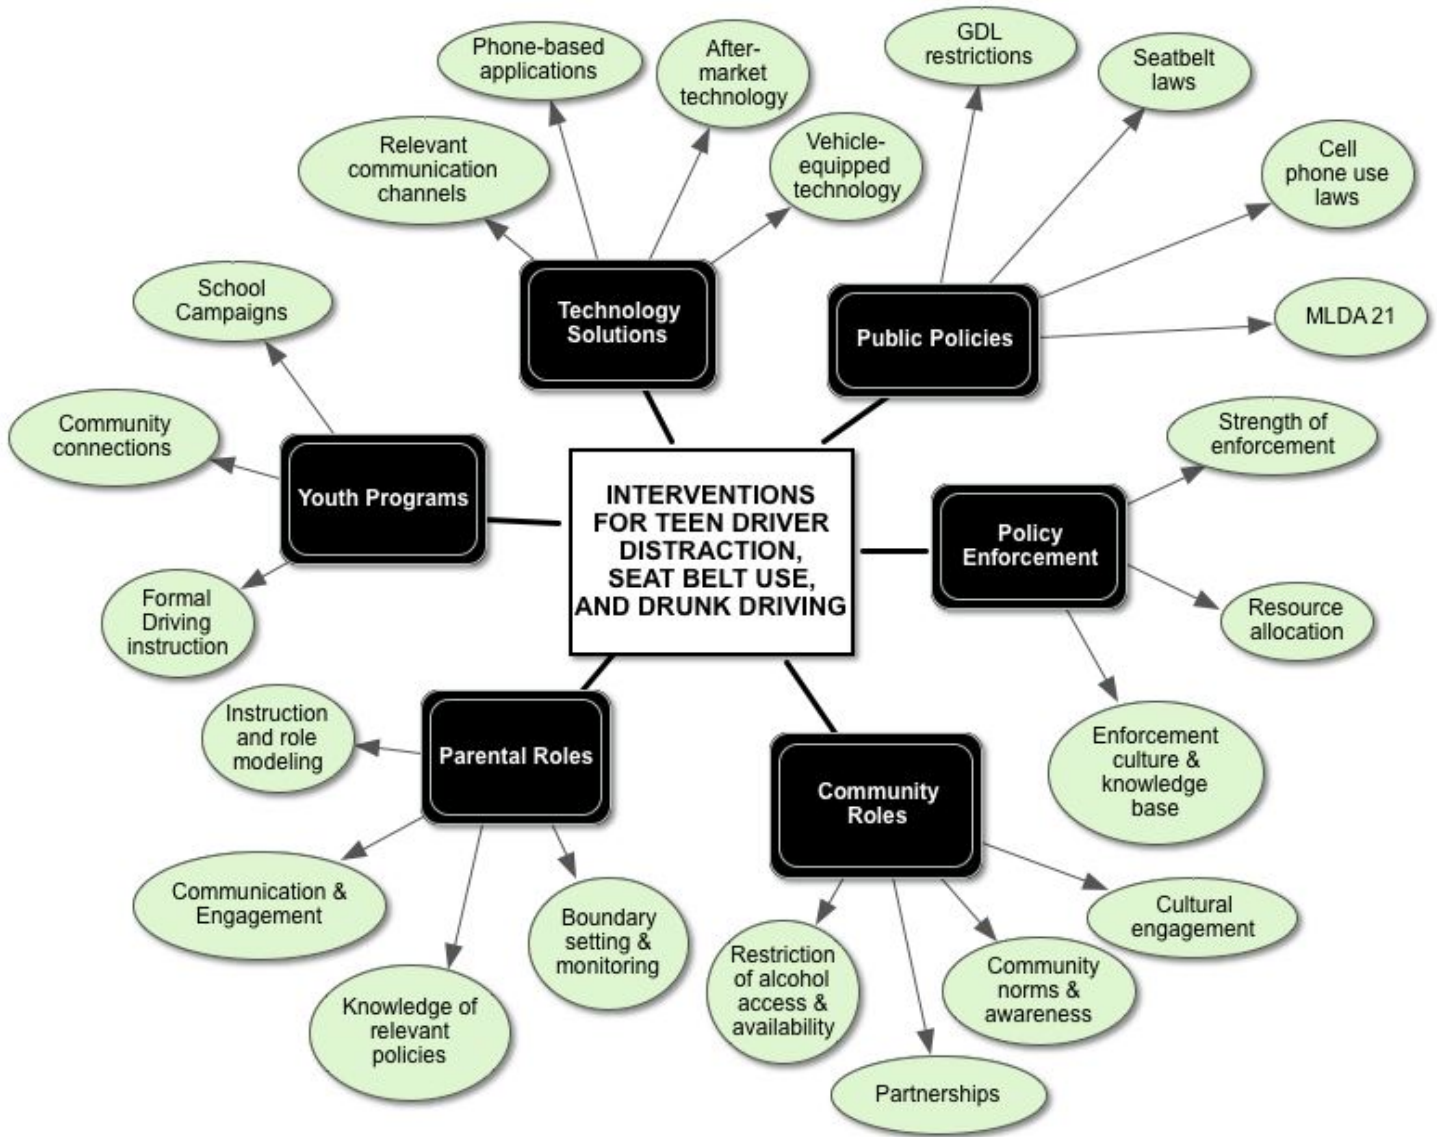 Phone-based
applications
After-
market
technology
GDL
restrictions
Seatbelt
laws
Relevant
communication
channels
Vehicle-
equipped
technology
Cell
phone use
laws
School
Campaigns
Technology
Solutions
Public Policies
MLDA 21
Community
connections
Youth Programs
INTERVENTIONS
FOR TEEN DRIVER
DISTRACTION,
SEAT BELT USE,
AND DRUNK DRIVING
Strength of
enforcement
Policy
Enforcement
Formal
Driving
instruction
Resource
allocation
Instruction
and role
modeling
Parental Roles
Community
Roles
Enforcement
culture &
knowledge
base
Communication &
Engagement
Boundary
setting &
monitoring
Knowledge of
relevant
policies
Restriction
of alcohol
access &
availability
Community
norms &
awareness
Cultural
engagement
Partnerships